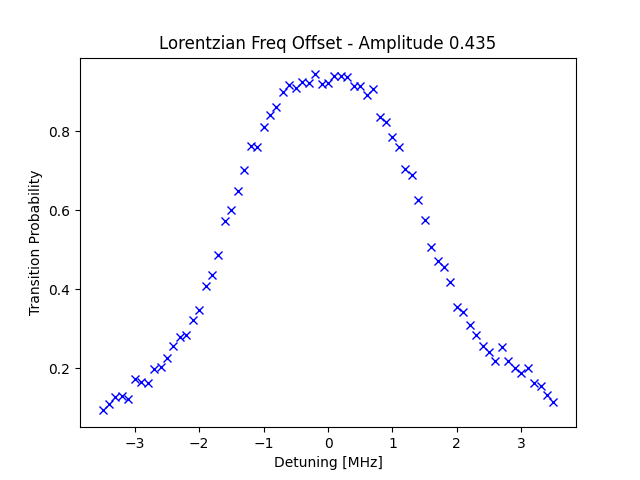 Lorentzian Freq Offset - Amplitude 0.435
Transition Probability
0.8
0.6
0.4
0.2
−3 −2 −1 0 1 2 3
Detuning [MHz]